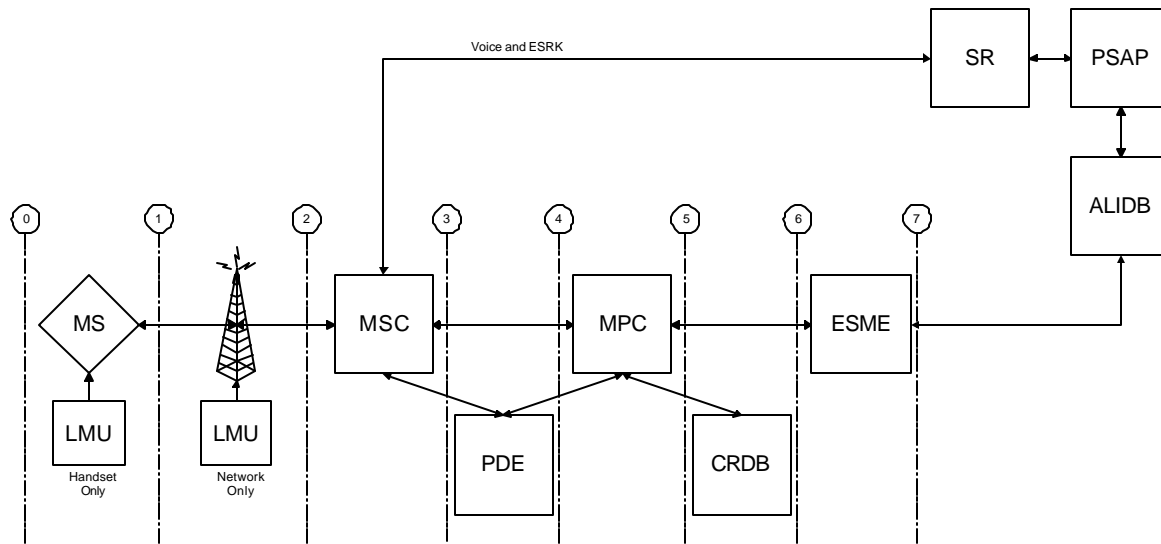 Voice and ESRK
SR
PSAP
ALIDB
0
1
2
3
4
5
6
7
MS
MSC
MPC
ESME
LMU
LMU
PDE
CRDB
Handset
Only
Network
Only